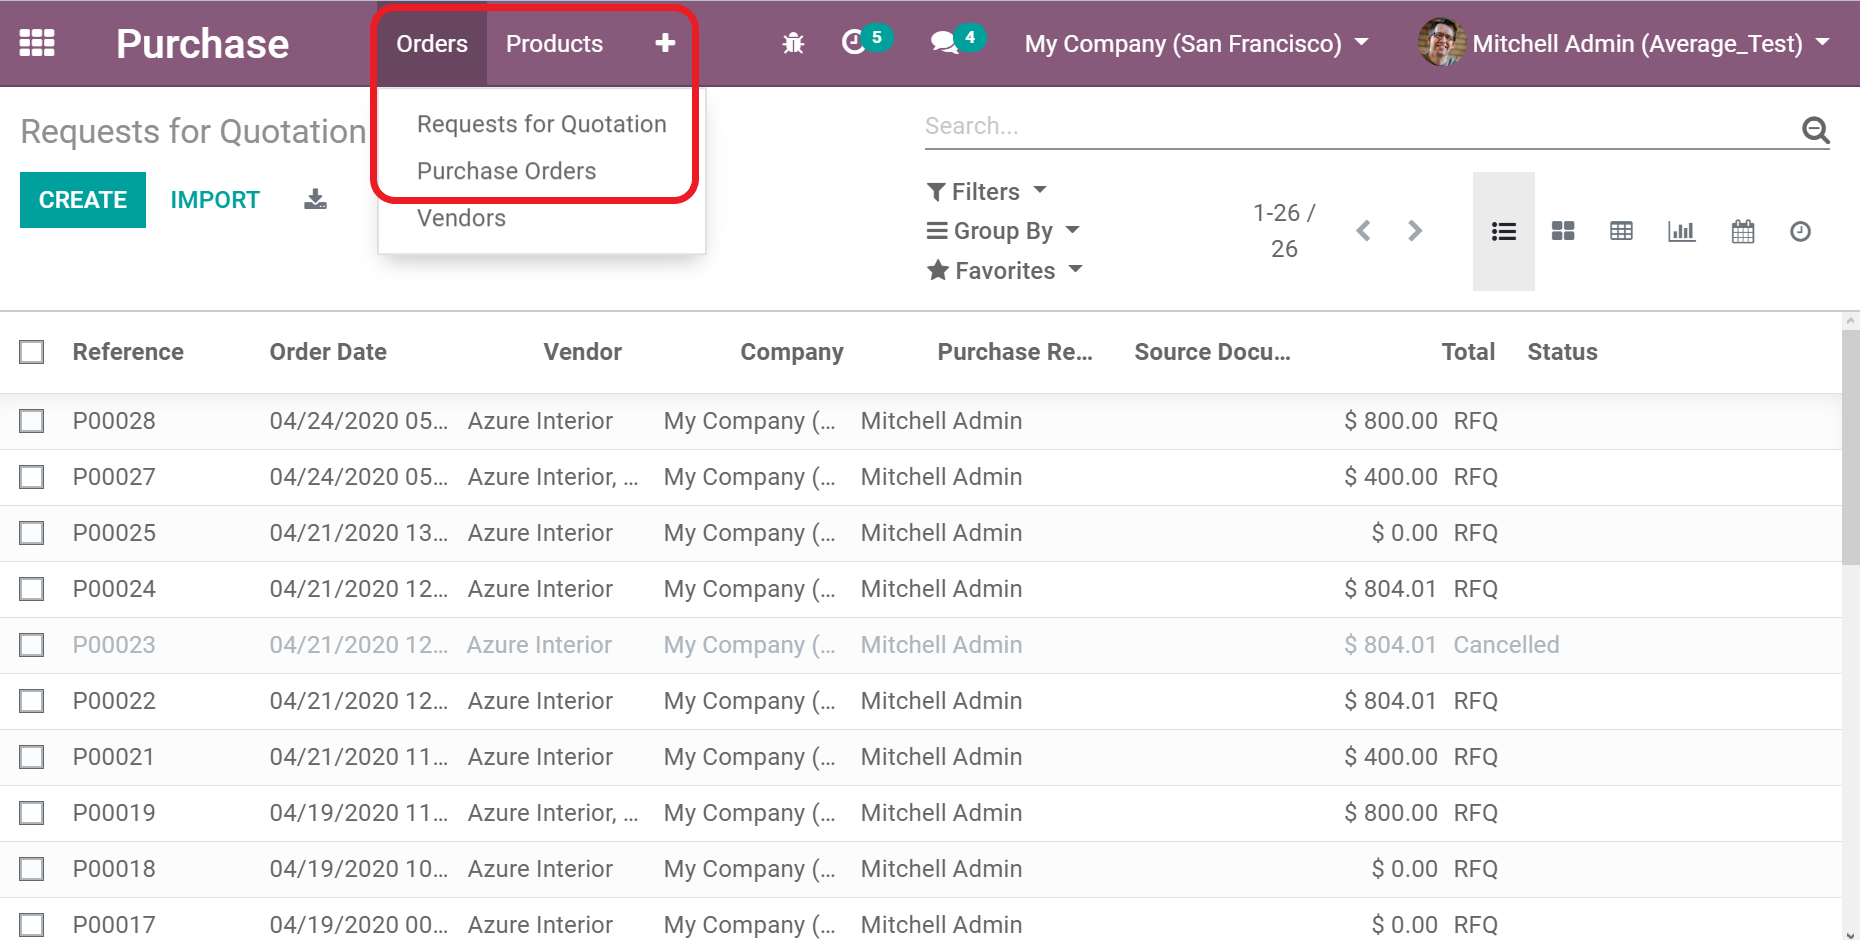 Purchase Orders Products + 5 4 My Company (San Francisco) Mitchell Admin (Average_Test)
Requests for Quotation
CREATE IMPORT
Requests for Quotation
Purchase Orders
Vendors
Search...
Filters
Group By
Favorites
1-26 /
26
Reference Order Date Vendor Company Purchase Re... Source Docu... Total Status
P00028 04/24/2020 05... Azure Interior My Company (... Mitchell Admin $ 800.00 RFQ
P00027 04/24/2020 05... Azure Interior, ... My Company (... Mitchell Admin $ 400.00 RFQ
P00025 04/21/2020 13... Azure Interior My Company (... Mitchell Admin $ 0.00 RFQ
P00024 04/21/2020 12... Azure Interior My Company (... Mitchell Admin $ 804.01 RFQ
P00023 04/21/2020 12... Azure Interior My Company (... Mitchell Admin $ 804.01 Cancelled
P00022 04/21/2020 12... Azure Interior My Company (... Mitchell Admin $ 804.01 RFQ
P00021 04/21/2020 11... Azure Interior My Company (... Mitchell Admin $ 400.00 RFQ
P00019 04/19/2020 11... Azure Interior, ... My Company (... Mitchell Admin $ 800.00 RFQ
P00018 04/19/2020 10... Azure Interior My Company (... Mitchell Admin $ 0.00 RFQ
P00017 04/19/2020 00... Azure Interior My Company (... Mitchell Admin $ 0.00 RFQ